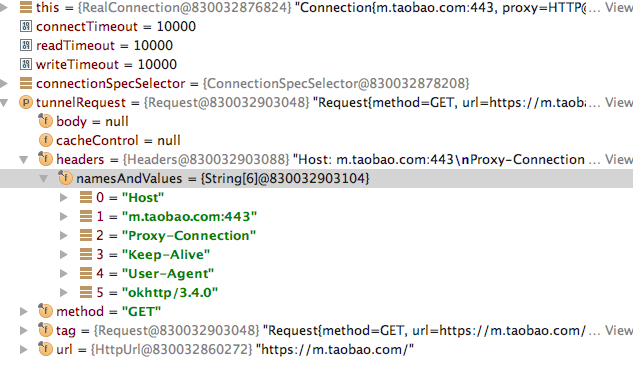 this = {RealConnection@830032876824} "Connection{m.taobao.com:443, proxy=HTTP@... View
connectTimeout = 10000
readTimeout = 10000
writeTimeout = 10000
connectionSpecSelector = {ConnectionSpecSelector@830032878208}
tunnelRequest = {Request@830032903048} "Request{method=GET, url=https://m.taoba... View
body = null
cacheControl = null
headers = {Headers@830032903088} "Host: m.taobao.com:443\nProxy-Connection... View
namesAndValues = {String[6]@830032903104}
0 = "Host"
1 = "m.taobao.com:443"
2 = "Proxy-Connection"
3 = "Keep-Alive"
4 = "User-Agent"
5 = "okhttp/3.4.0"
method = "GET"
tag = {Request@830032903048} "Request{method=GET, url=https://m.taobao.com/... View
url = {HttpUrl@830032860272} "https://m.taobao.com/"